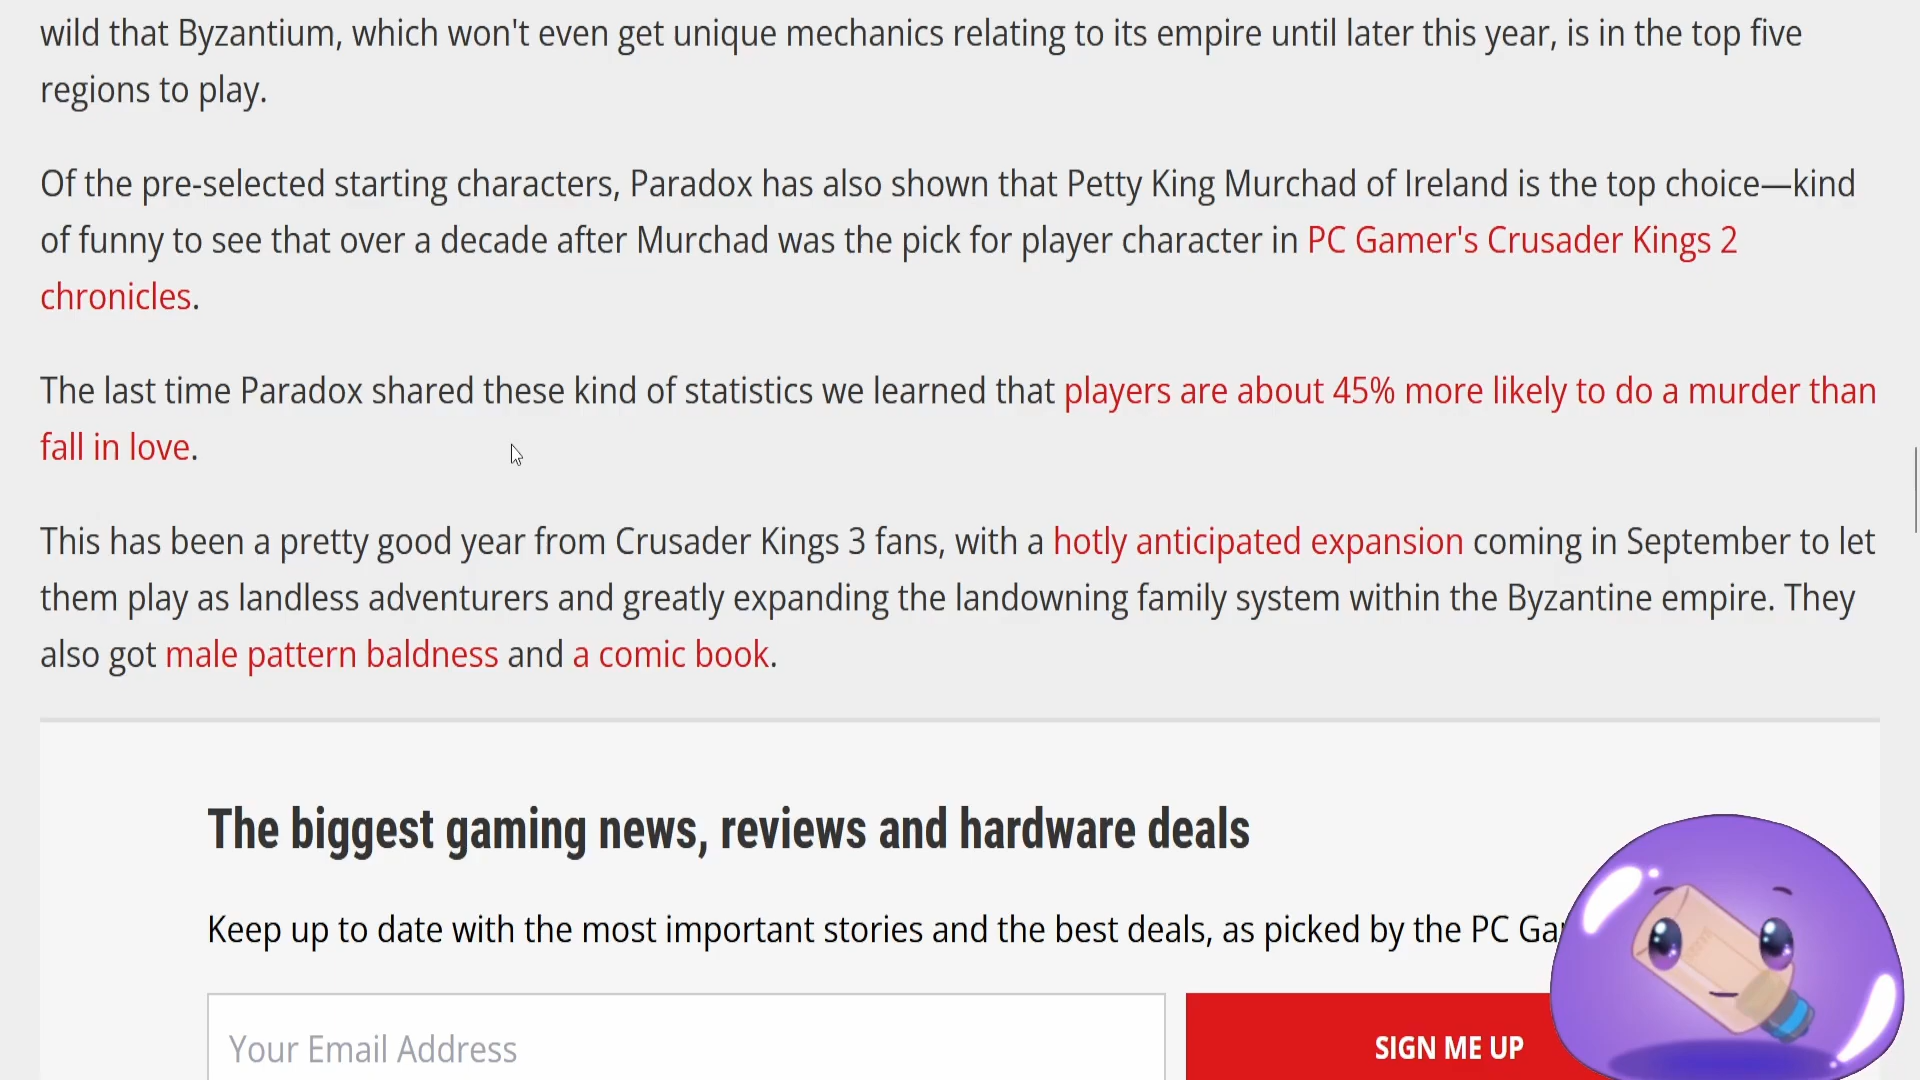 wild that Byzantium, which won't even get unique mechanics relating to its empire until later this year, is in the top five
regions to play.
Of the pre-selected starting characters, Paradox has also shown that Petty King Murchad of Ireland is the top choice—kind
of funny to see that over a decade after Murchad was the pick for player character in PC Gamer's Crusader Kings 2
chronicles.
The last time Paradox shared these kind of statistics we learned that players are about 45% more likely to do a murder than
fall in love.
This has been a pretty good year from Crusader Kings 3 fans, with a hotly anticipated expansion coming in September to let
them play as landless adventurers and greatly expanding the landowning family system within the Byzantine empire. They
also got male pattern baldness and a comic book.
The biggest gaming news, reviews and hardware deals
Keep up to date with the most important stories and the best deals, as picked by the PC
Your Email Address
SIGN ME UP